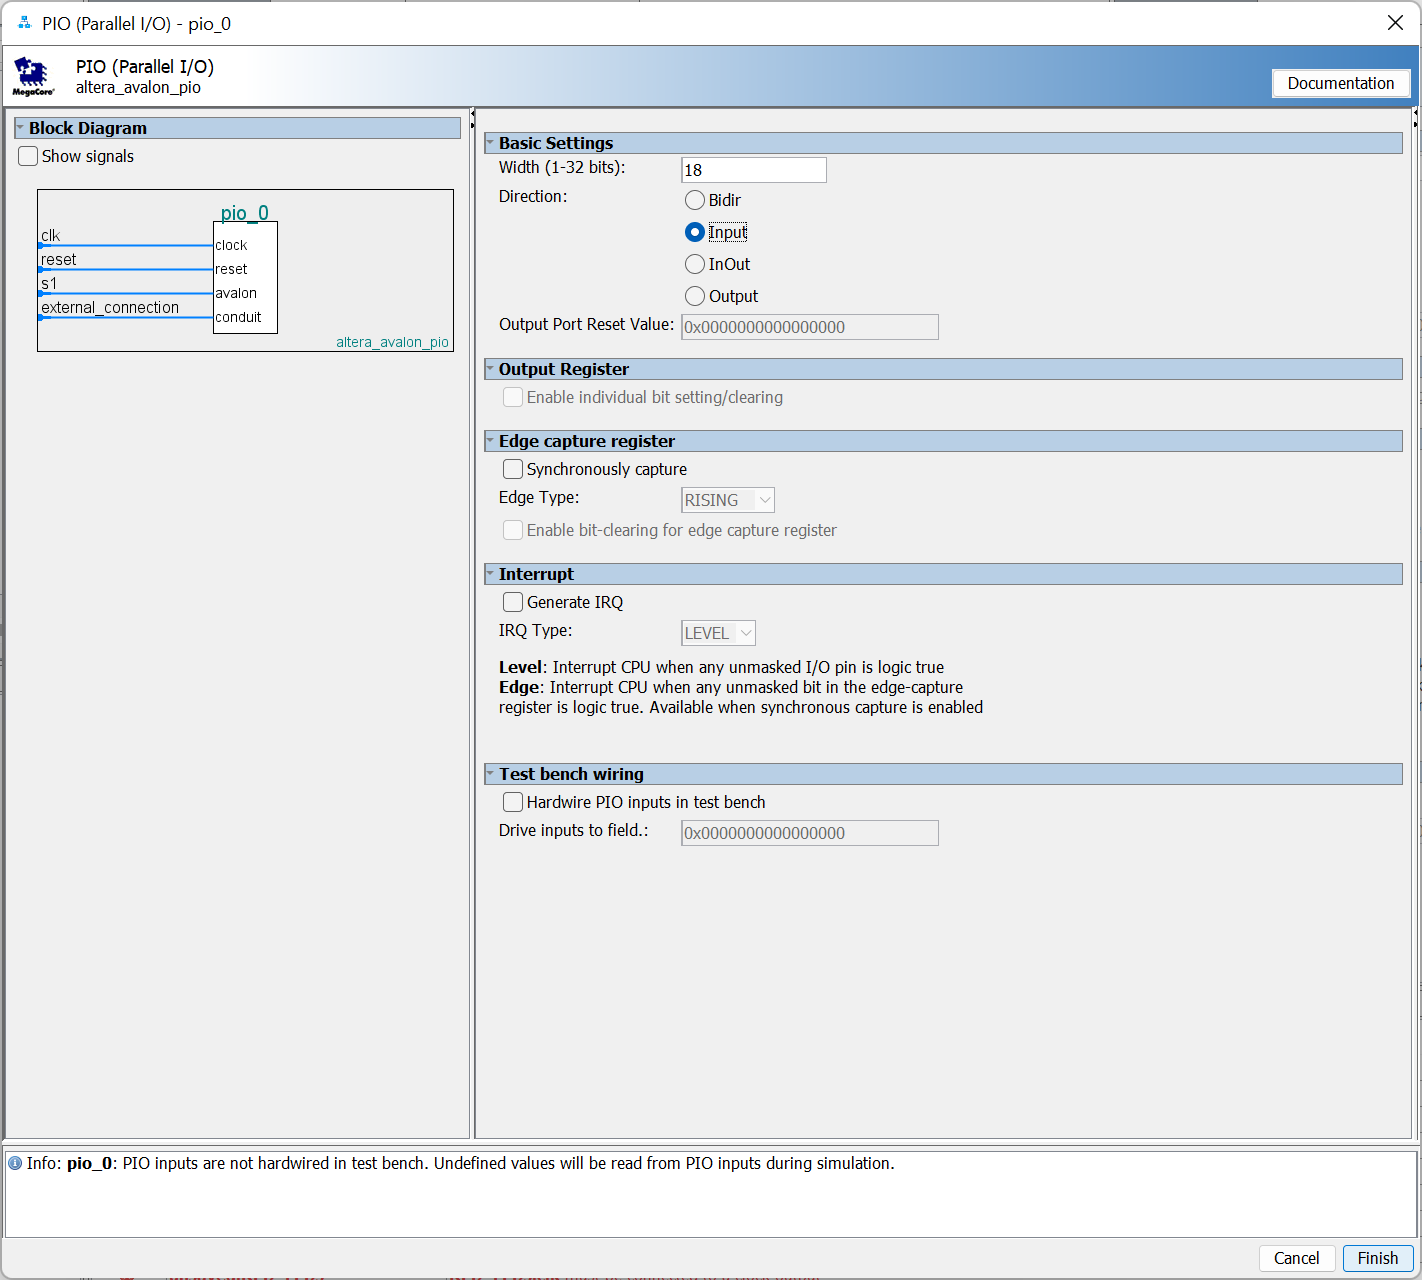 PIO (Parallel I/O) - pio_0
MegaCore
PIO (Parallel I/O)
altera_avalon_pio
Documentation
Block Diagram
Show signals
pio_0
clk
clock
reset
reset
s1
avalon
external_connection
conduit
altera_avalon_pio
Basic Settings
Width (1-32 bits): 18
Direction:
Bidir
Input
InOut
Output
Output Port Reset Value: 0x0000000000000000
Output Register
Enable individual bit setting/clearing
Edge capture register
Synchronously capture
Edge Type: RISING
Enable bit-clearing for edge capture register
Interrupt
Generate IRQ
IRQ Type: LEVEL
Level: Interrupt CPU when any unmasked I/O pin is logic true
Edge: Interrupt CPU when any unmasked bit in the edge-capture
register is logic true. Available when synchronous capture is enabled
Test bench wiring
Hardwire PIO inputs in test bench
Drive inputs to field.: 0x0000000000000000
Info: pio_0: PIO inputs are not hardwired in test bench. Undefined values will be read from PIO inputs during simulation.
Cancel
Finish